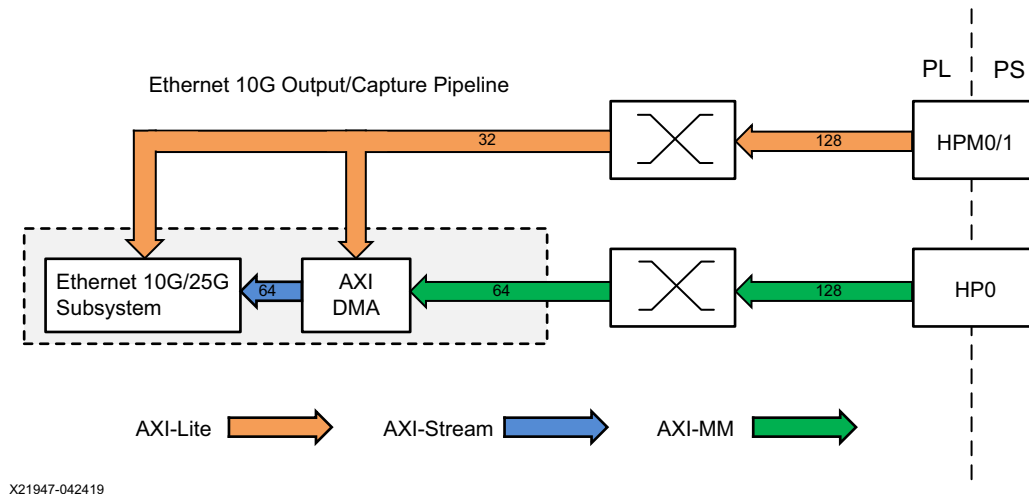 PL PS
Ethernet 10G Output/Capture Pipeline
32
128
HPM0/1
Ethernet 10G/25G
Subsystem
64
AXI
DMA
64
128
HP0
AXI-Lite
AXI-Stream
AXI-MM
X21947-042419